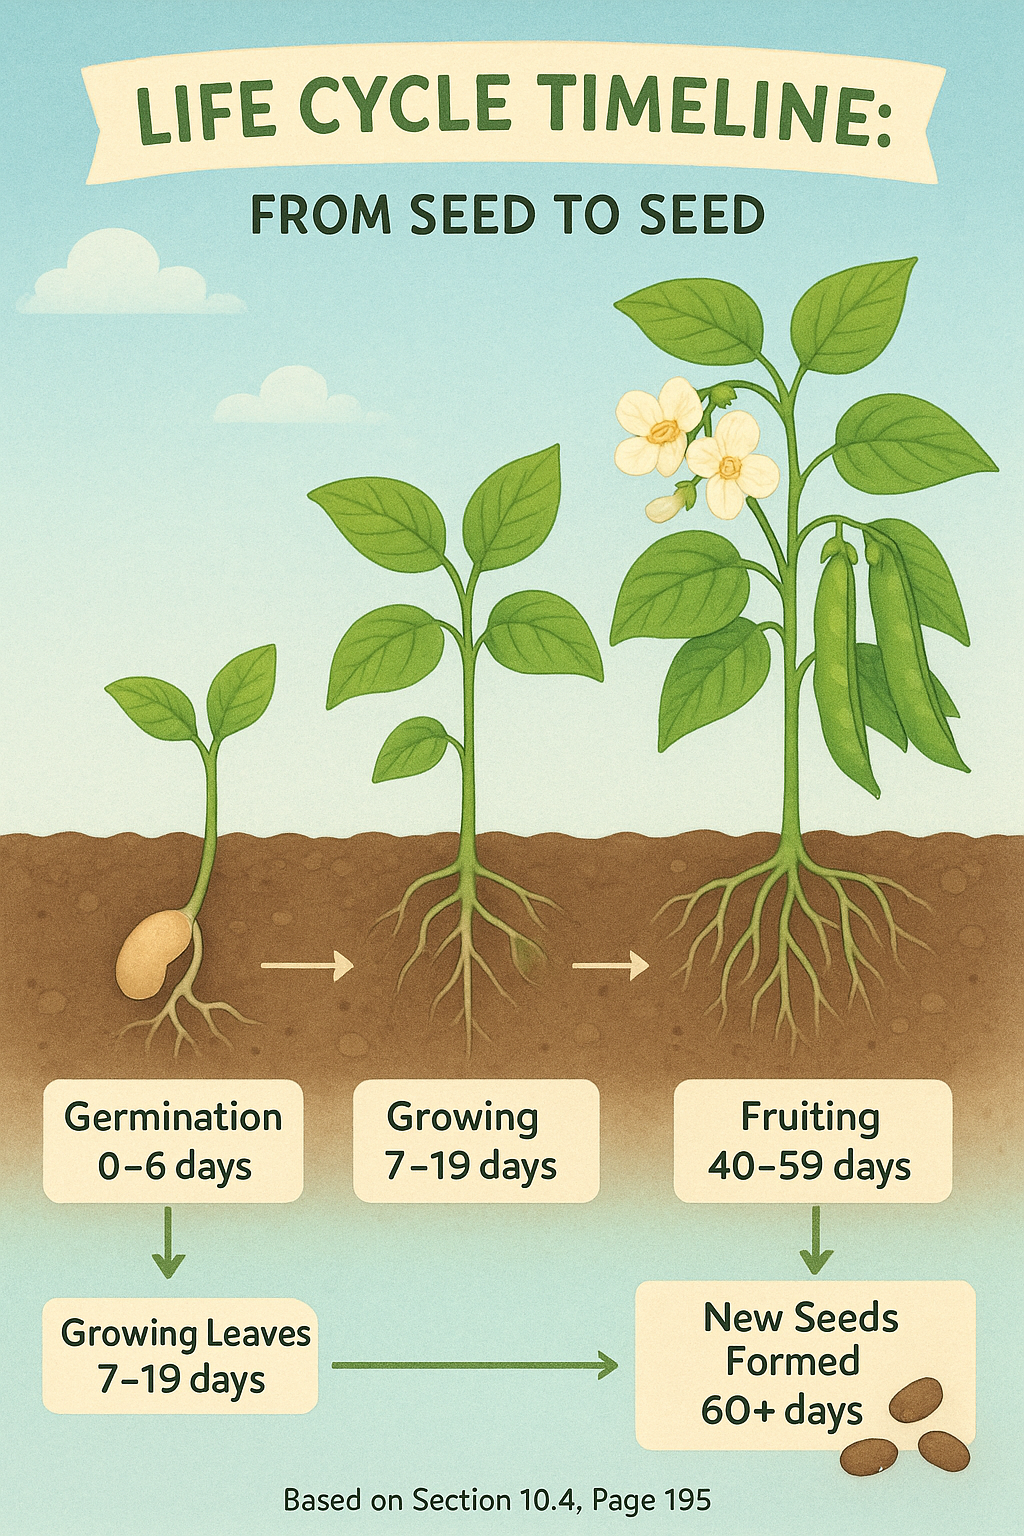 LIFE CYCLE TIMELINE:
FROM SEED TO SEED
Germination
0–6 days
Growing
7–19 days
Fruiting
40–59 days
Growing Leaves
7–19 days
New Seeds
Formed
60+ days
Based on Section 10.4, Page 195